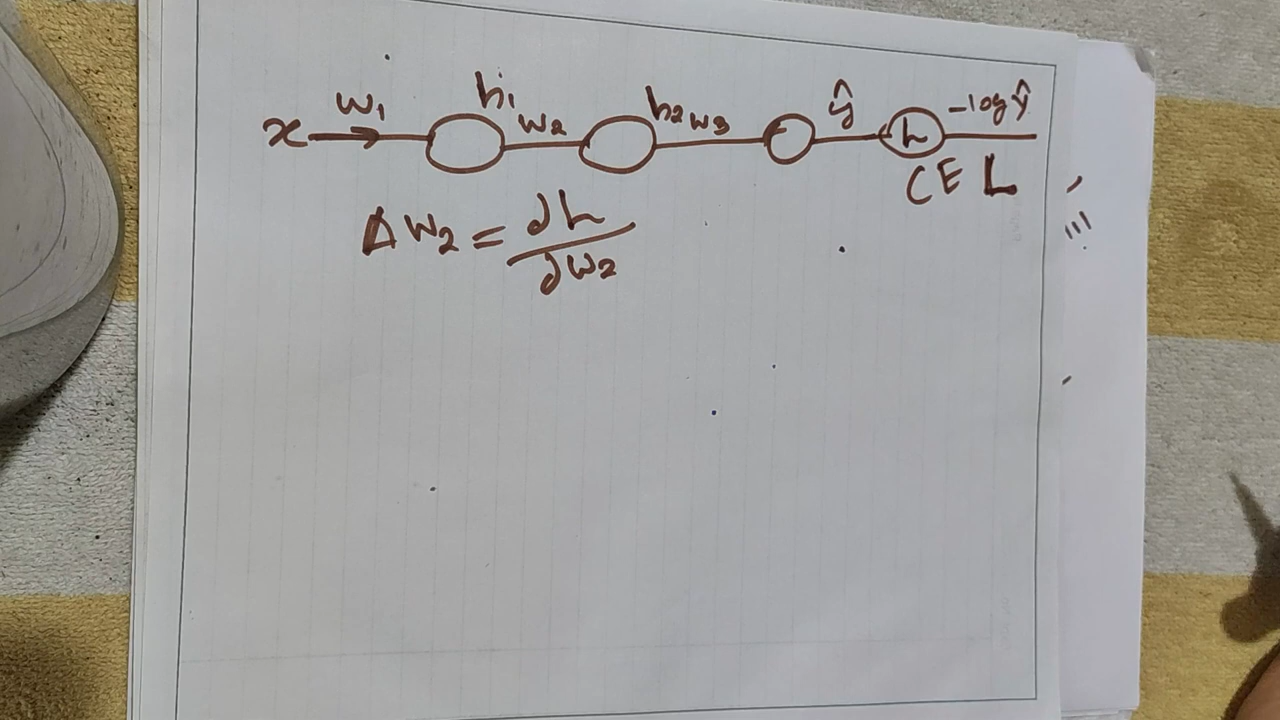 x w₁ h₁ w₂ h₂ w₃ ŷ L -log ŷ
CE L
Δw₂ = ∂L/∂w₂